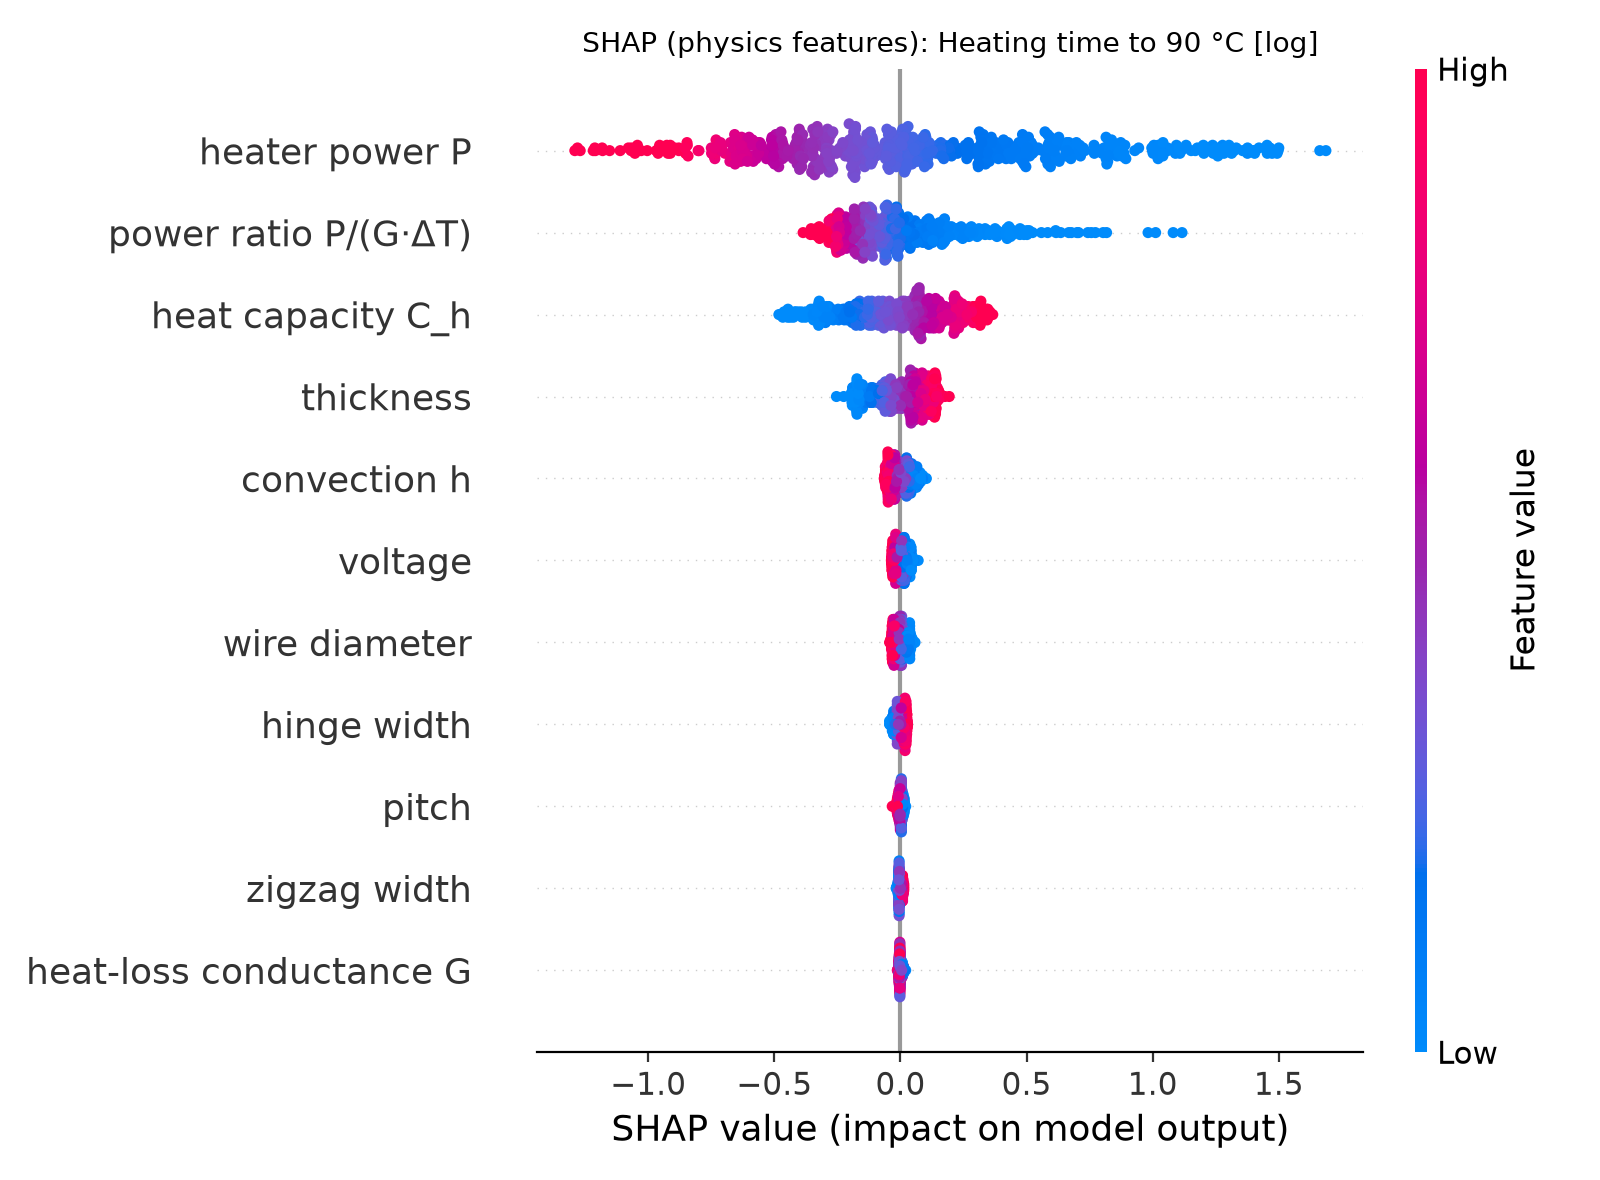 SHAP (physics features): Heating time to 90 °C [log]
High
heater power P
power ratio P/(G·ΔT)
heat capacity C_h
thickness
convection h
voltage
wire diameter
hinge width
pitch
zigzag width
heat-loss conductance G
Feature value
Low
−1.0 −0.5 0.0 0.5 1.0 1.5
SHAP value (impact on model output)